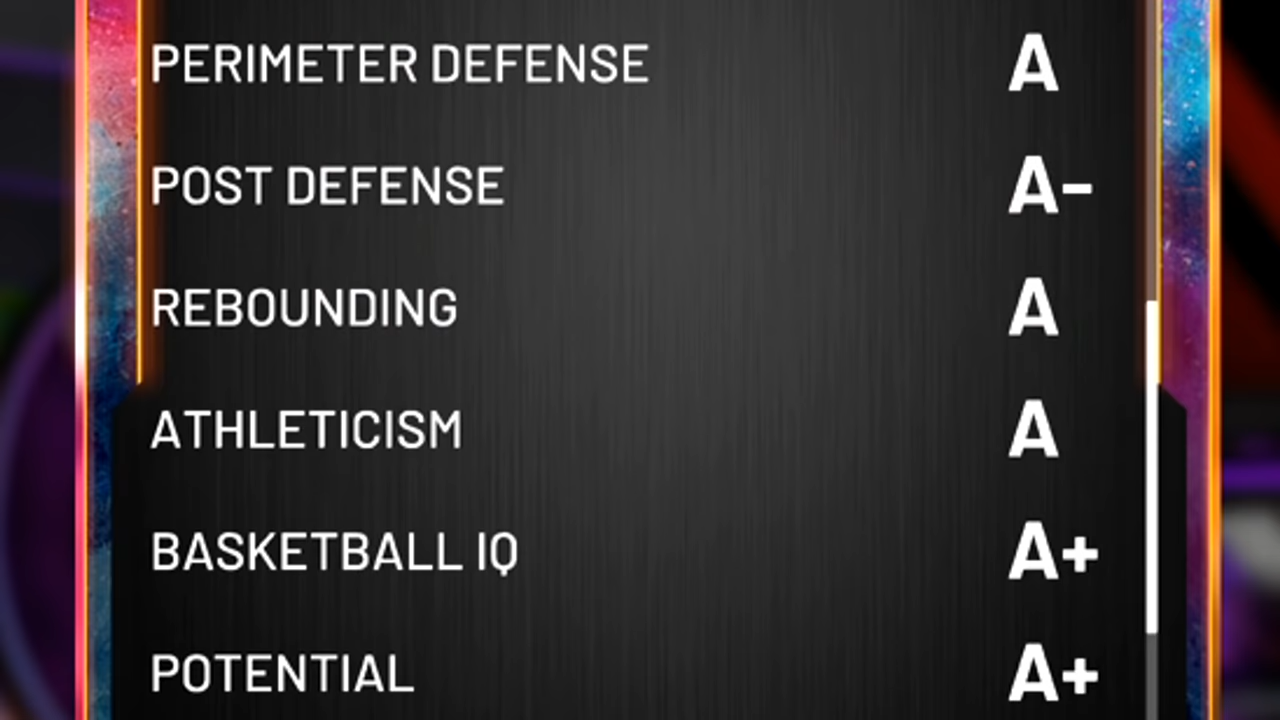 PERIMETER DEFENSE A
POST DEFENSE A-
REBOUNDING A
ATHLETICISM A
BASKETBALL IQ A+
POTENTIAL A+